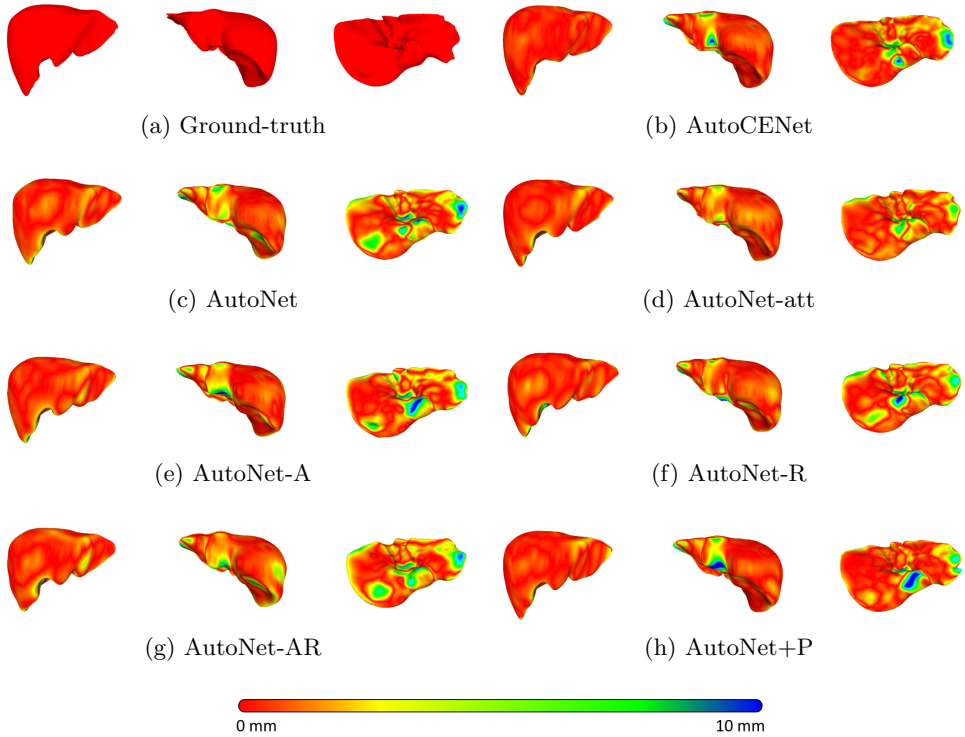 (a) Ground-truth
(b) AutoCENet
(c) AutoNet
(d) AutoNet-att
(e) AutoNet-A
(f) AutoNet-R
(g) AutoNet-AR
(h) AutoNet+P
0 mm
10 mm